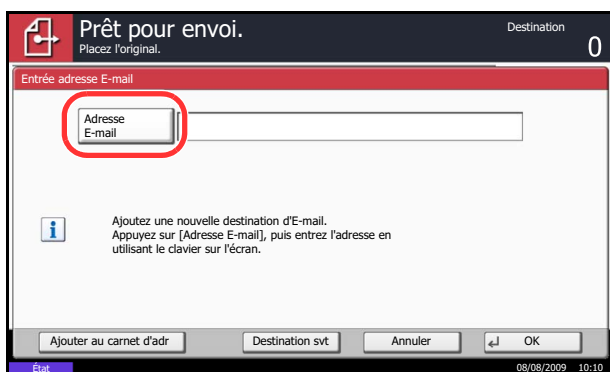 Prêt pour envoi.
Placez l'original.
Destination
0
Entrée adresse E-mail
Adresse
E-mail
Ajoutez une nouvelle destination d'E-mail.
Appuyez sur [Adresse E-mail], puis entrez l'adresse en
utilisant le clavier sur l'écran.
Ajouter au carnet d'adr
Destination svt
Annuler
OK
État
08/08/2009 10:10